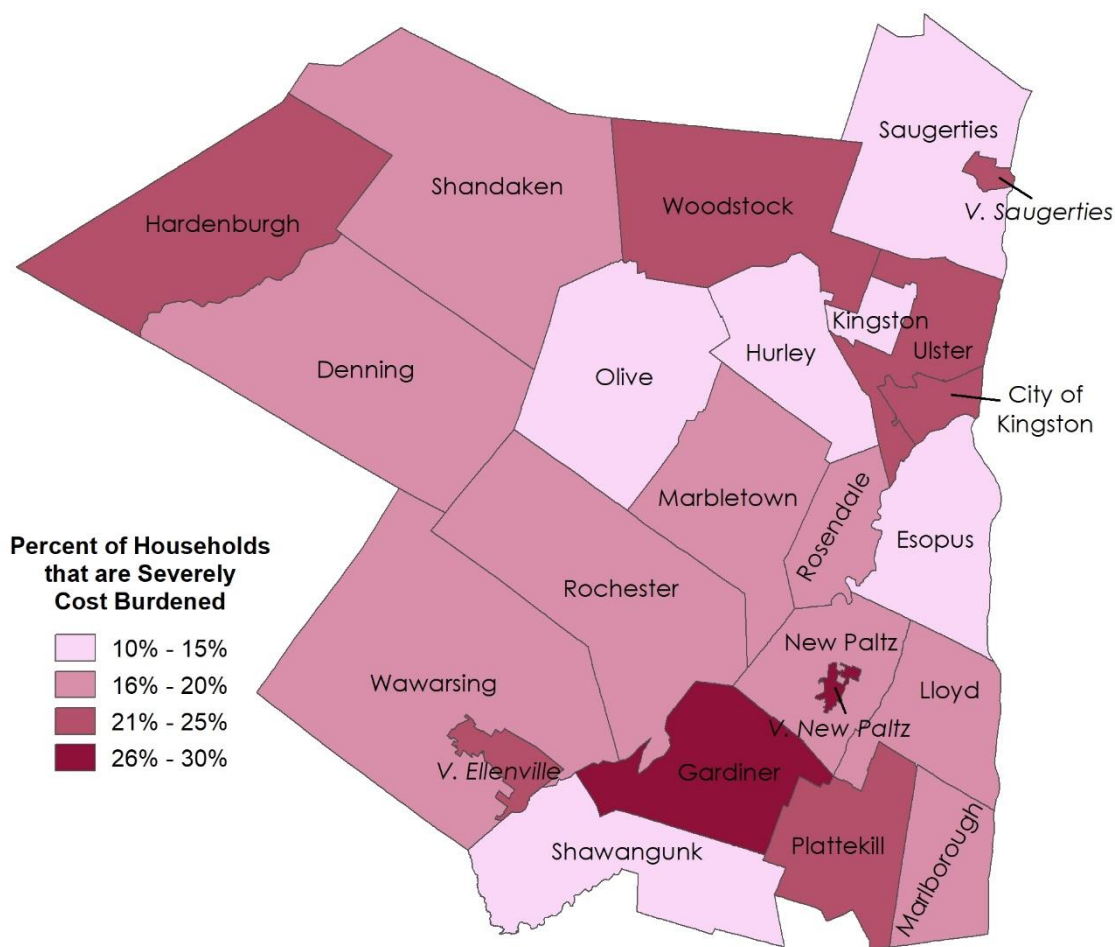 Saugerties
Shandaken
V. Saugerties
Woodstock
Hardenburgh
Kingston
Ulster
Hurley
Denning
Olive
City of
Kingston
Marbletown
Rosendale
Esopus
Percent of Households
that are Severely
Cost Burdened
10% - 15%
16% - 20%
21% - 25%
26% - 30%
Rochester
New Paltz
Wawarsing
Lloyd
V. New Paltz
V. Ellenville
Gardiner
Plattekill
Shawangunk
Marlborough